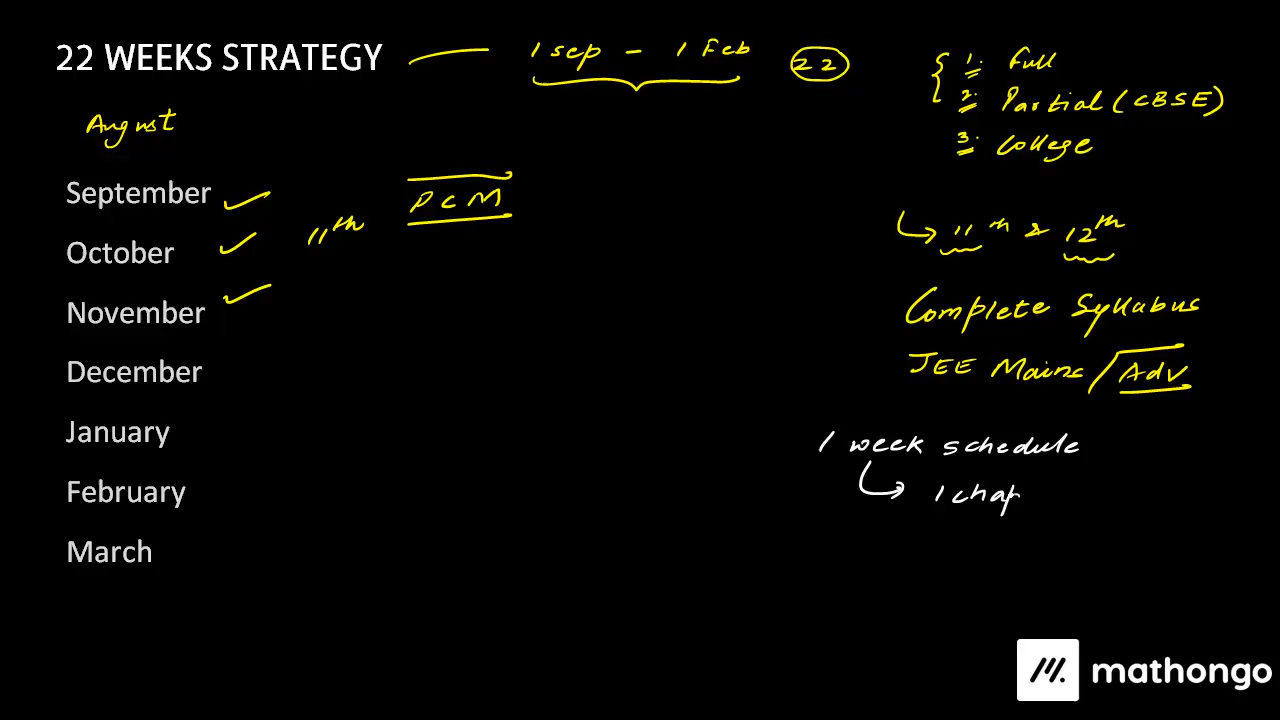 22 WEEKS STRATEGY — 1 Sep - 1 Feb 22
1. Full
2. Partial (CBSE)
3. College
August
September
October
November
December
January
February
March
11th PCM
11th & 12th
Complete Syllabus
JEE Mains / Adv
1 week schedule
1 chap
mathongo